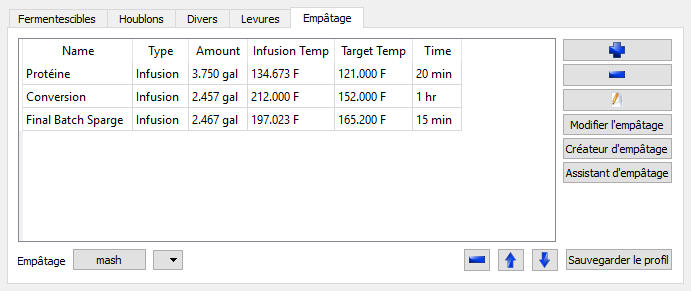 Fermentescibles Houblons Divers Levures Empâtage
Name Type Amount Infusion Temp Target Temp Time
Protéine Infusion 3.750 gal 134.673 F 121.000 F 20 min
Conversion Infusion 2.457 gal 212.000 F 152.000 F 1 hr
Final Batch Sparge Infusion 2.467 gal 197.023 F 165.200 F 15 min
Modifier l'empâtage
Créateur d'empâtage
Assistant d'empâtage
Empâtage mash Sauvegarder le profil